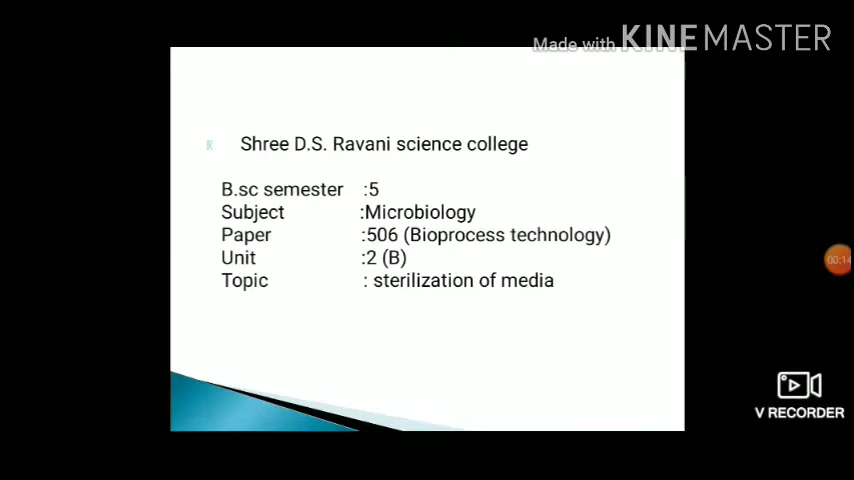 Made with KINEMASTER
Shree D.S. Ravani science college
B.sc semester :5
Subject :Microbiology
Paper :506 (Bioprocess technology)
Unit :2 (B)
Topic : sterilization of media
00:14
V RECORDER